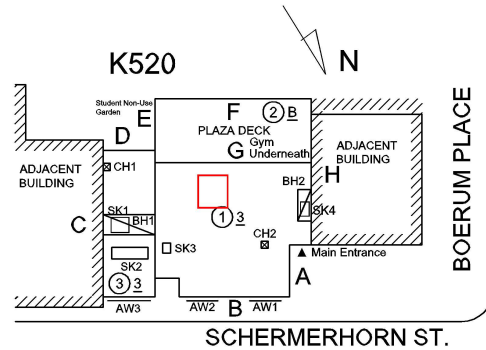 K520
N
Student Non-Use
Garden
E
F
2 B
PLAZA DECK
D
G Gym
Underneath
ADJACENT
BUILDING
ADJACENT
BUILDING
CH1
BH2
H
SK1
BH1
SK4
C
1 3
SK3
CH2
SK2
Main Entrance
3 3
A
AW3
AW2
B
AW1
BOERUM PLACE
SCHERMERHORN ST.